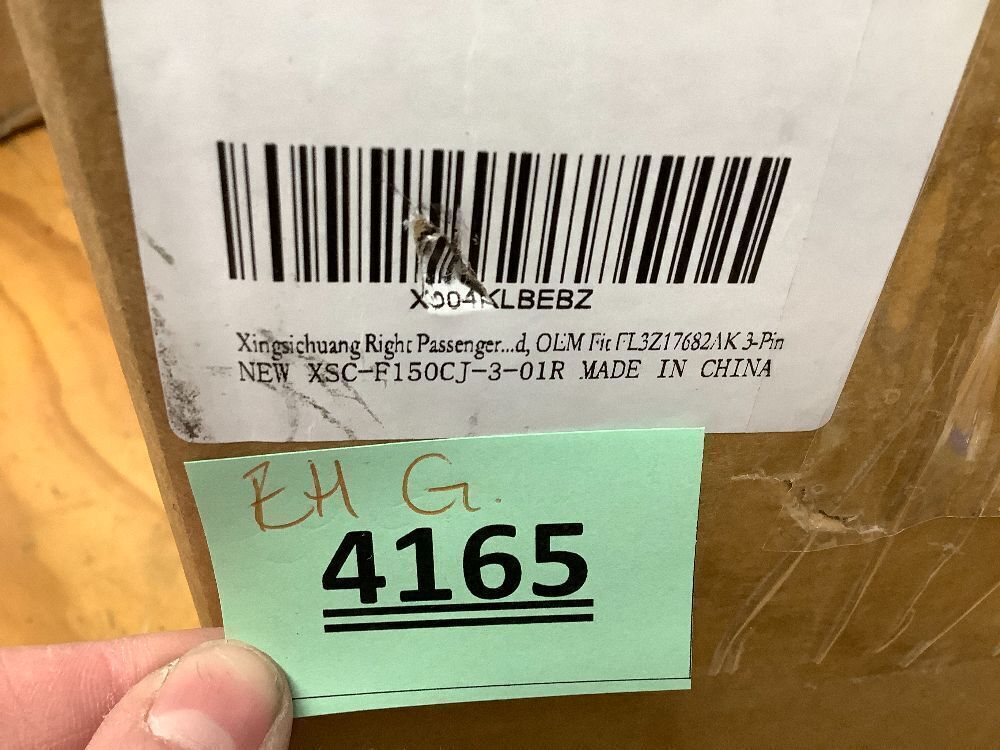 X004KLBEBZ
Xingsichuang Right Passenger...d, OEM Fit FL3Z17682AK 3-Pin
NEW XSC-F150CJ-3-01R MADE IN CHINA
EH G.
4165